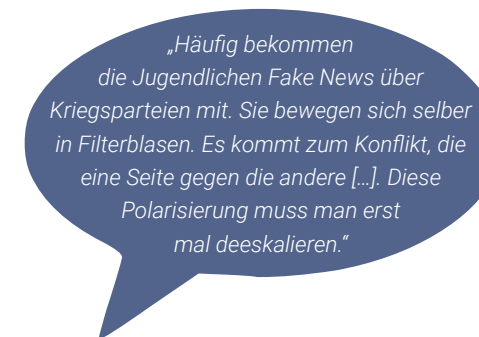 „Häufig bekommen
die Jugendlichen Fake News über
Kriegsparteien mit. Sie bewegen sich selber
in Filterblasen. Es kommt zum Konflikt, die
eine Seite gegen die andere […]. Diese
Polarisierung muss man erst
mal deeskalieren.“